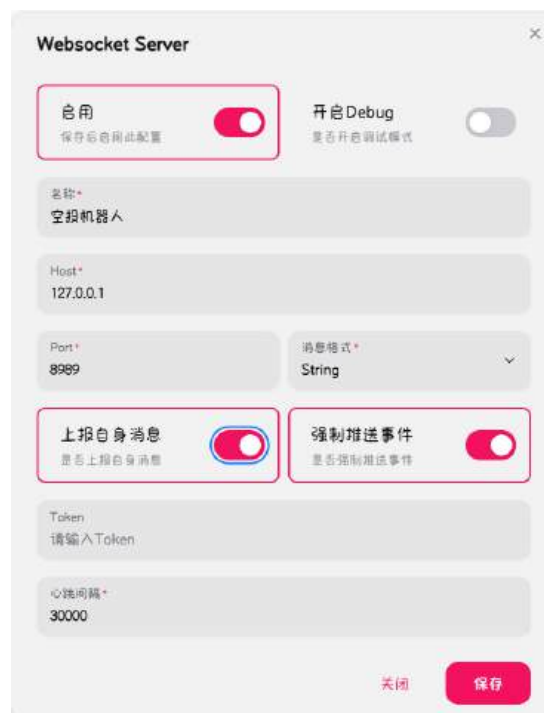 Websocket Server
启用
保存后启用此配置
开启Debug
是否开启调试模式
名称*
空投机器人
Host*
127.0.0.1
Port*
8989
消息格式*
String
上报自身消息
是否上报自身消息
强制推送事件
是否强制推送事件
Token
请输入Token
心跳间隔*
30000
关闭
保存